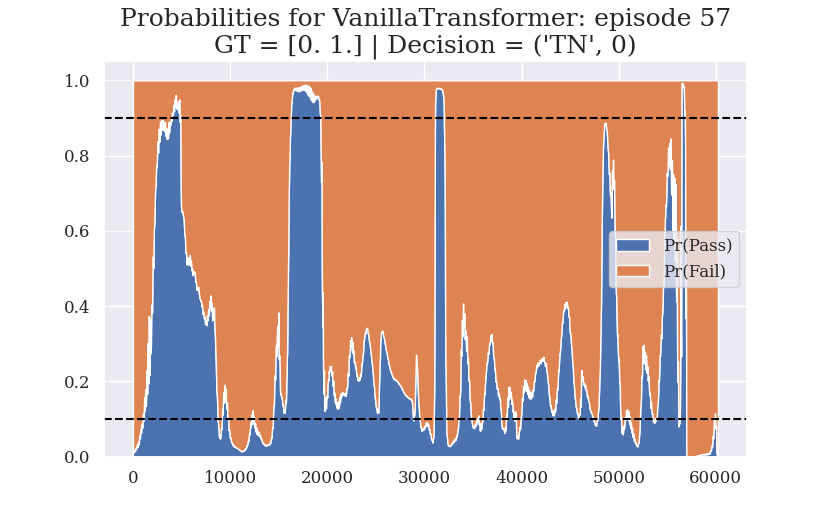 Probabilities for VanillaTransformer: episode 57
GT = [0. 1.] | Decision = ('TN', 0)
1.0
0.8
0.6
0.4
0.2
0.0
Pr(Pass)
Pr(Fail)
0 10000 20000 30000 40000 50000 60000